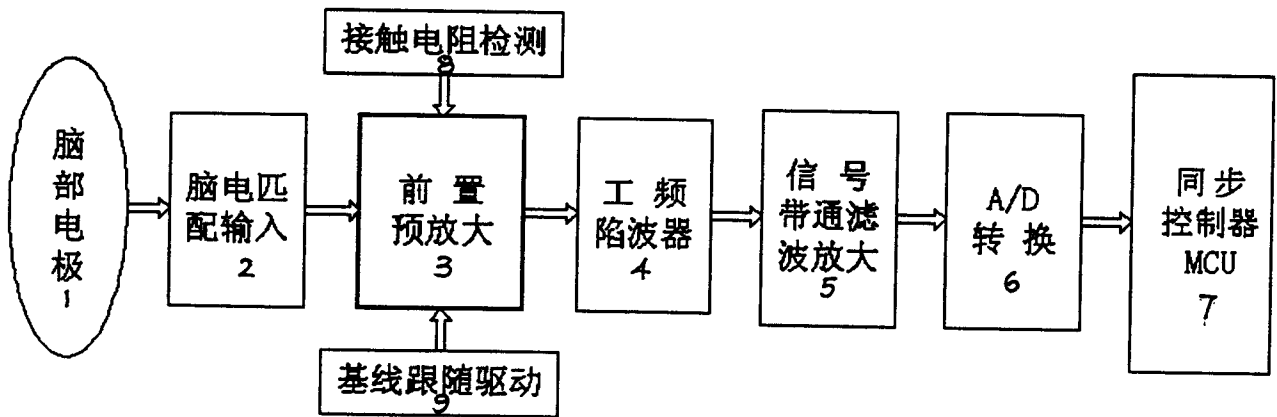 接触电阻检测
8
脑
部
电
极
1
脑电匹
配输入
2
前置
预放大
3
工频
陷波器
4
信号
带通滤
波放大
5
A/D
转换
6
同步
控制器
MCU
7
基线跟随驱动
9